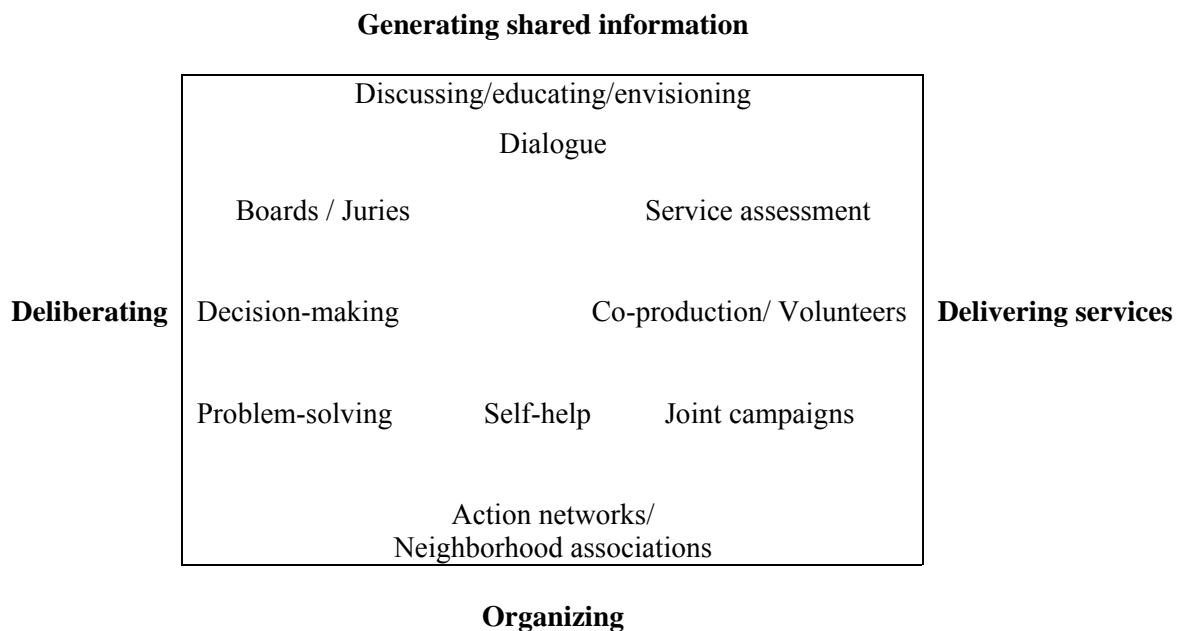 Generating shared information
Discussing/educating/envisioning
Dialogue
Boards / Juries Service assessment
Deliberating Decision-making Co-production/ Volunteers Delivering services
Problem-solving Self-help Joint campaigns
Action networks/
Neighborhood associations
Organizing